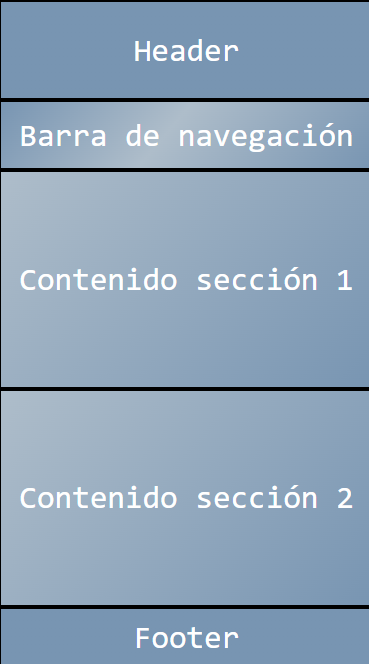 Header
Barra de navegación
Contenido sección 1
Contenido sección 2
Footer